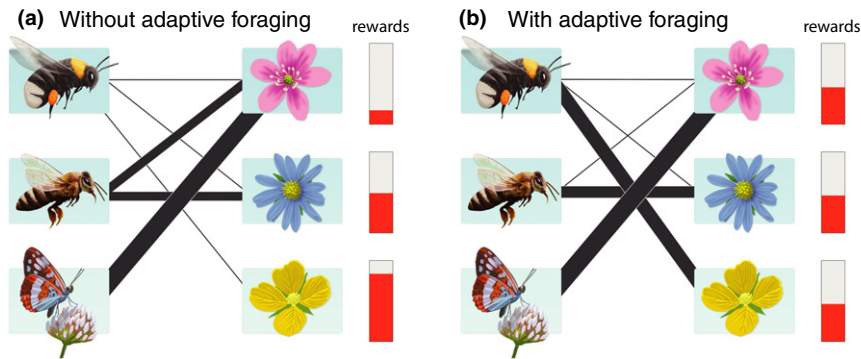 (a) Without adaptive foraging
rewards
(b) With adaptive foraging
rewards